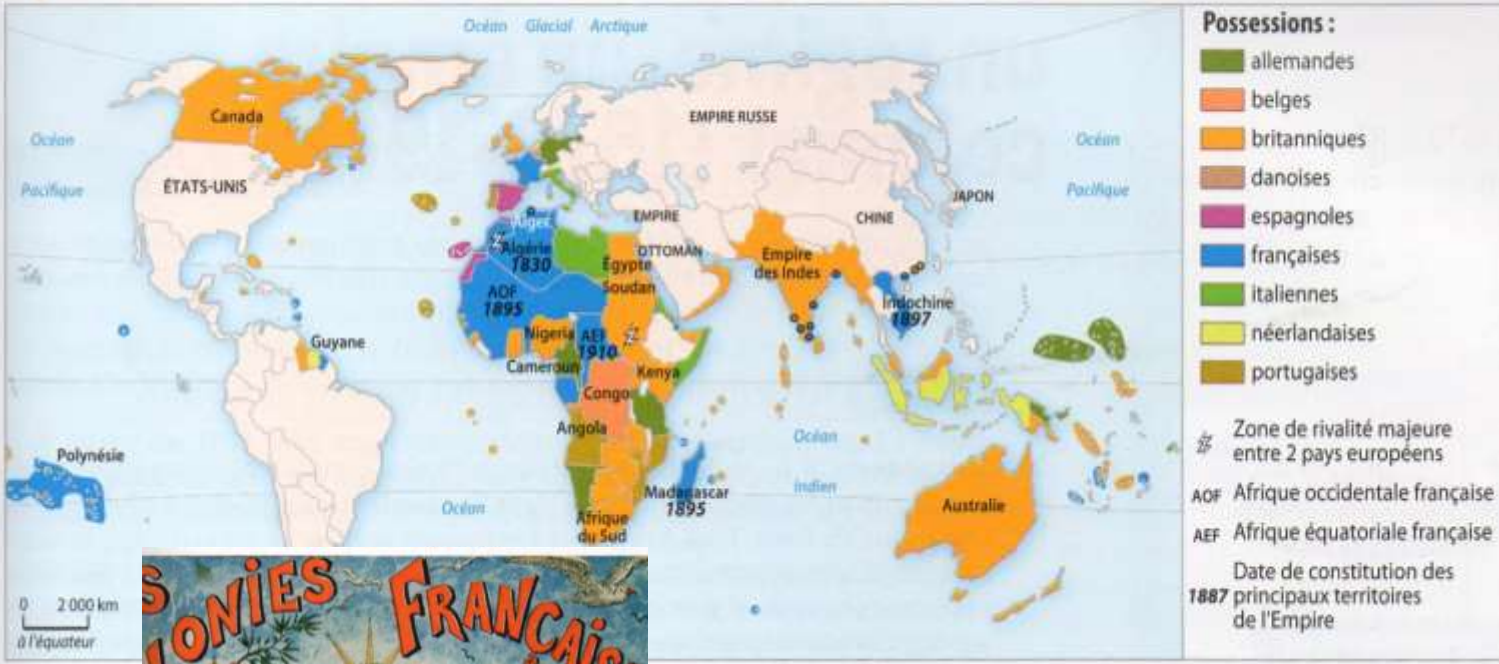 Océan Glacial Arctique
Océan
Pacifique
Canada
ÉTATS-UNIS
EMPIRE RUSSE
Océan
Pacifique
JAPON
CHINE
EMPIRE
OTTOMAN
Alger
Algérie
1830
Égypte
Soudan
Empire
des Indes
Indochine
1897
AOF
1895
Nigeria
AEF
1910
Cameroun
Kenya
Congo
Guyane
Angola
Polynésie
Océan
Océan
Indien
Madagascar
1895
Afrique
du Sud
Australie
0 2 000 km
à l'équateur
S
LONIES FRANÇAIS
Possessions :
allemandes
belges
britanniques
danoises
espagnoles
françaises
italiennes
néerlandaises
portugaises
Zone de rivalité majeure
entre 2 pays européens
AOF Afrique occidentale française
AEF Afrique équatoriale française
Date de constitution des
1887 principaux territoires
de l'Empire